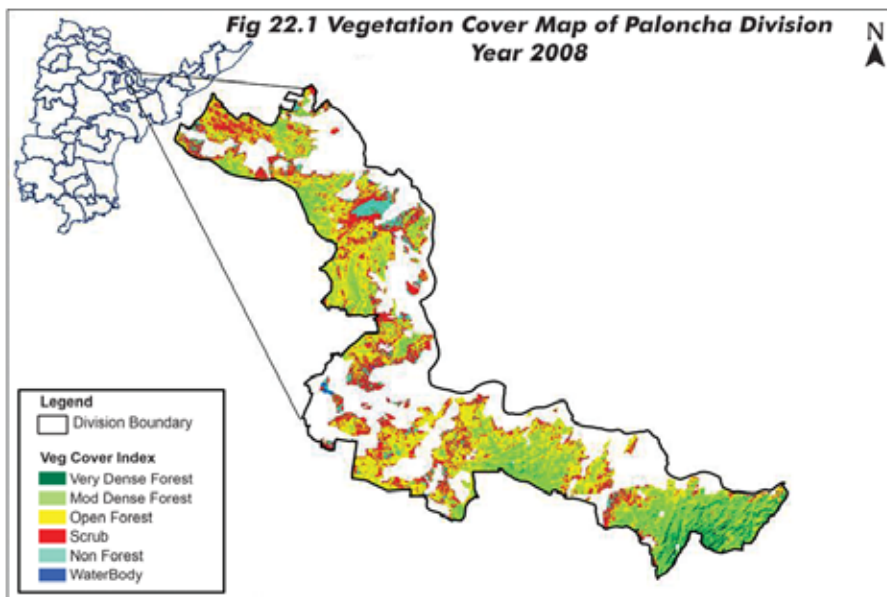 Fig 22.1 Vegetation Cover Map of Paloncha Division
Year 2008
N
Legend
Division Boundary
Veg Cover Index
Very Dense Forest
Mod Dense Forest
Open Forest
Scrub
Non Forest
WaterBody